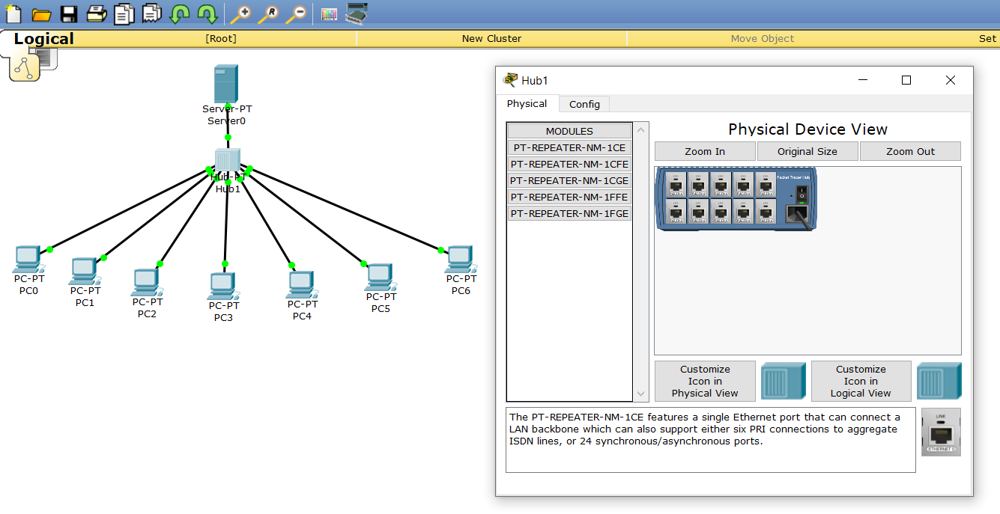 Logical
[Root]
New Cluster
Move Object
Set
Server-PT
Server0
Hub-PT
Hub1
PC-PT
PC0
PC-PT
PC1
PC-PT
PC2
PC-PT
PC3
PC-PT
PC4
PC-PT
PC5
PC-PT
PC6
Hub1
Physical
Config
MODULES
PT-REPEATER-NM-1CE
PT-REPEATER-NM-1CFE
PT-REPEATER-NM-1CGE
PT-REPEATER-NM-1FFE
PT-REPEATER-NM-1FGE
Physical Device View
Zoom In
Original Size
Zoom Out
Packet Tracer Hub
Customize
Icon in
Physical View
Customize
Icon in
Logical View
The PT-REPEATER-NM-1CE features a single Ethernet port that can connect a
LAN backbone which can also support either six PRI connections to aggregate
ISDN lines, or 24 synchronous/asynchronous ports.
LINK